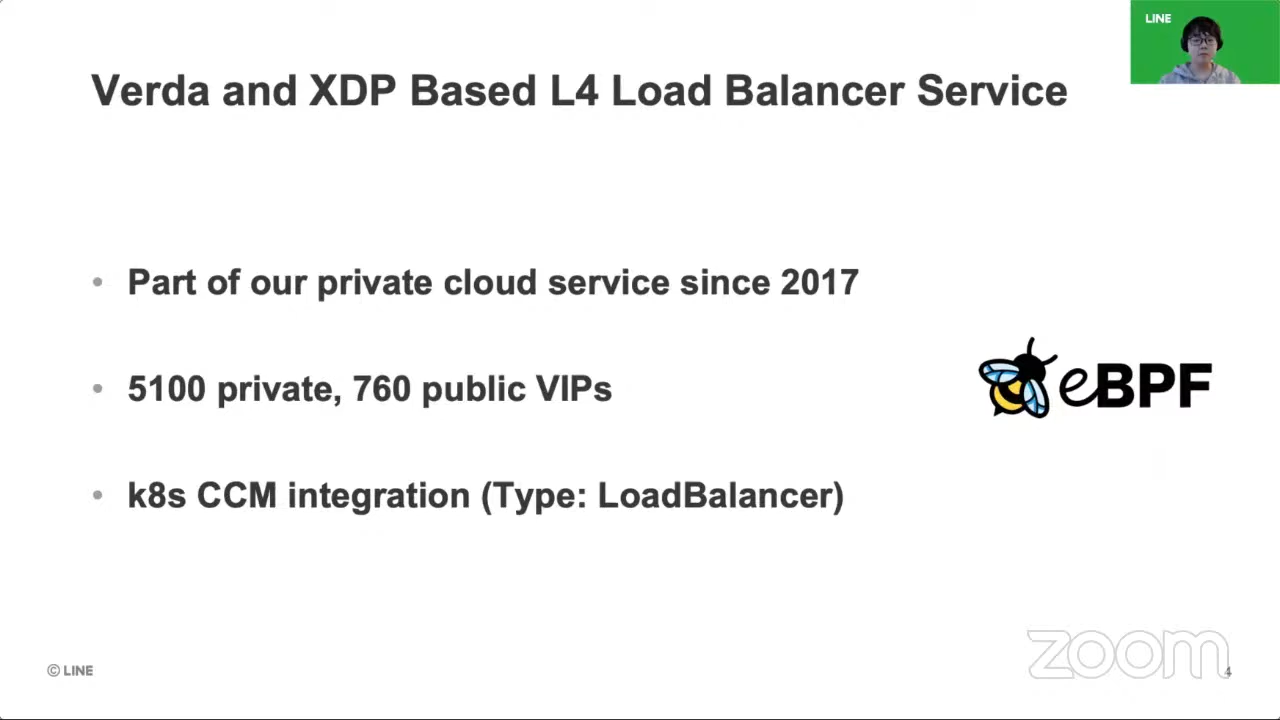 LINE
Verda and XDP Based L4 Load Balancer Service
• Part of our private cloud service since 2017
• 5100 private, 760 public VIPs
eBPF
• k8s CCM integration (Type: LoadBalancer)
zoom
© LINE
4